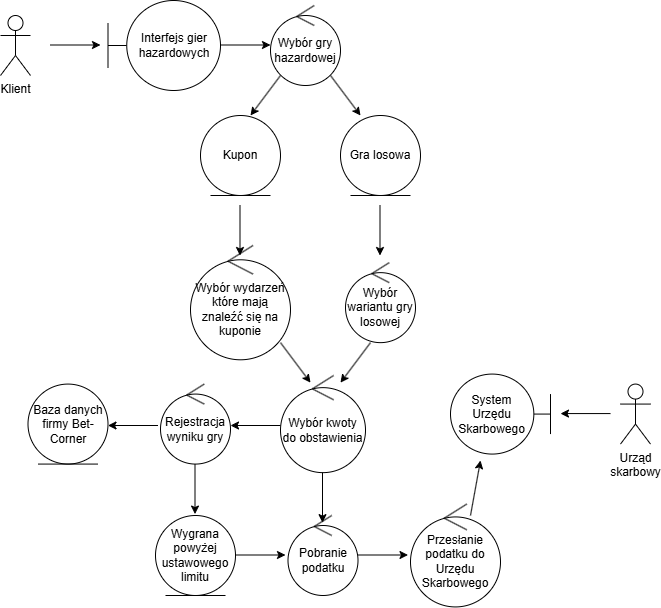 Klient
Interfejs gier
hazardowych
Wybór gry
hazardowej
Kupon
Gra losowa
Wybór wydarzeń
które mają
znaleźć się na
kuponie
Wybór
wariantu gry
losowej
Baza danych
firmy Bet-
Corner
Rejestracja
wyniku gry
Wybór kwoty
do obstawienia
System
Urzędu
Skarbowego
Urząd
skarbowy
Wygrana
powyżej
ustawowego
limitu
Pobranie
podatku
Przesłanie
podatku do
Urzędu
Skarbowego